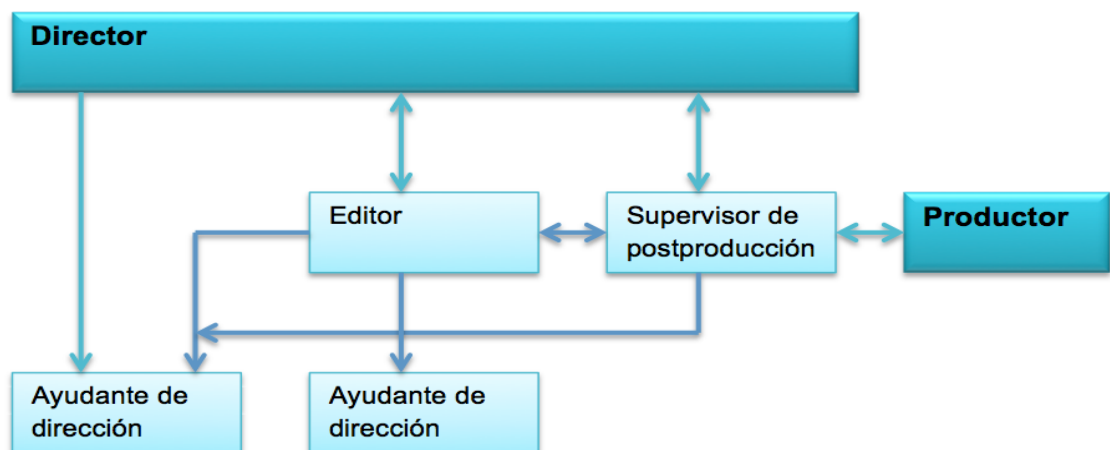 Director
Editor
Supervisor de
postproducción
Productor
Ayudante de
dirección
Ayudante de
dirección